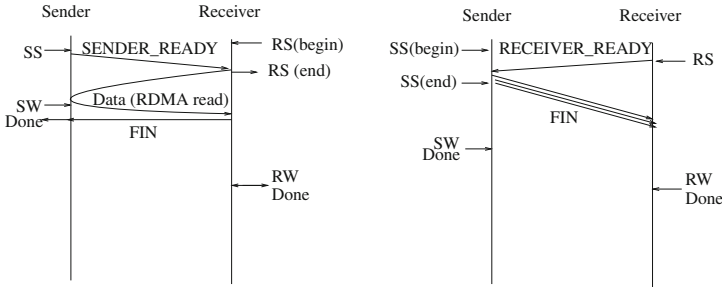 Sender
Receiver
SS
SENDER_READY
RS(begin)
RS (end)
Data (RDMA read)
SW
Done
FIN
RW
Done
Sender
Receiver
SS(begin)
RECEIVER_READY
RS
SS(end)
FIN
SW
Done
RW
Done